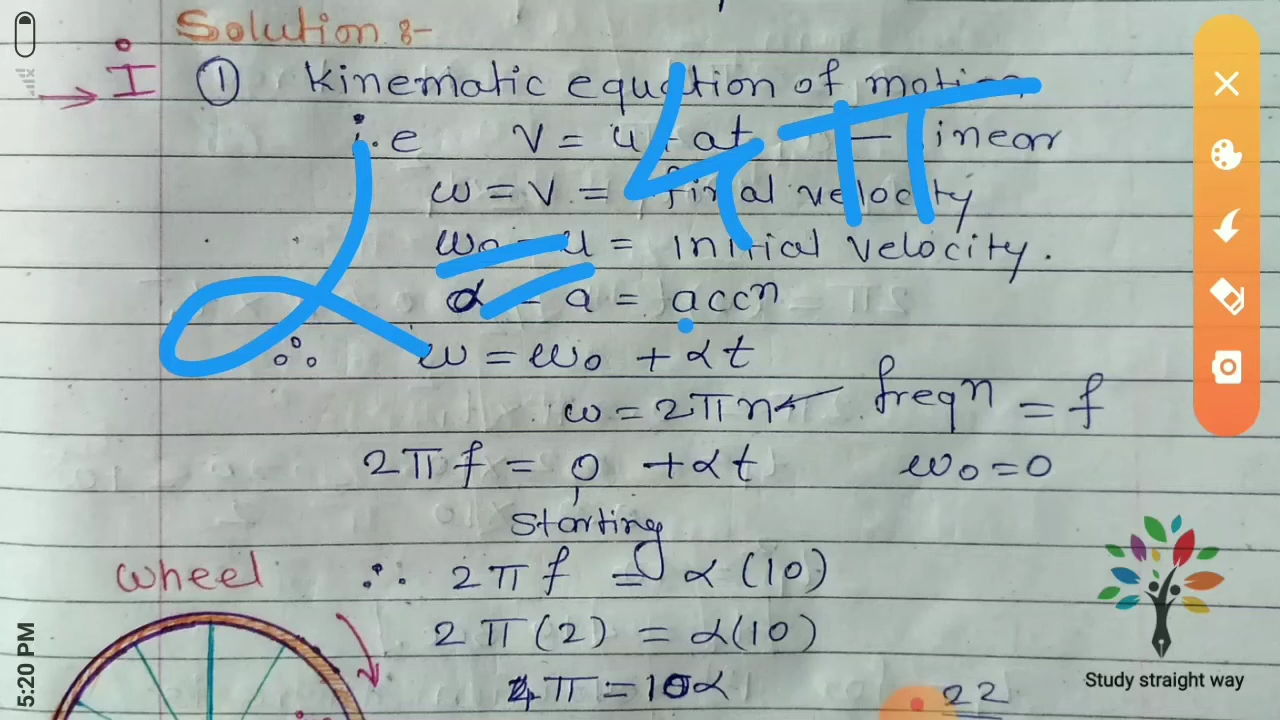 Solution :-
I ① Kinematic equation of motion
i.e v = u + at — linear
ω = v = final velocity
ω₀ = u = initial velocity.
α = a = accⁿ
4π
α
∴ ω = ω₀ + αt
ω = 2πn ← freqⁿ = f
2πf = 0 + αt ω₀ = 0
starting
wheel ∴ 2πf = α(10)
2π(2) = α(10)
4π = 10α
22
Study straight way
5:20 PM